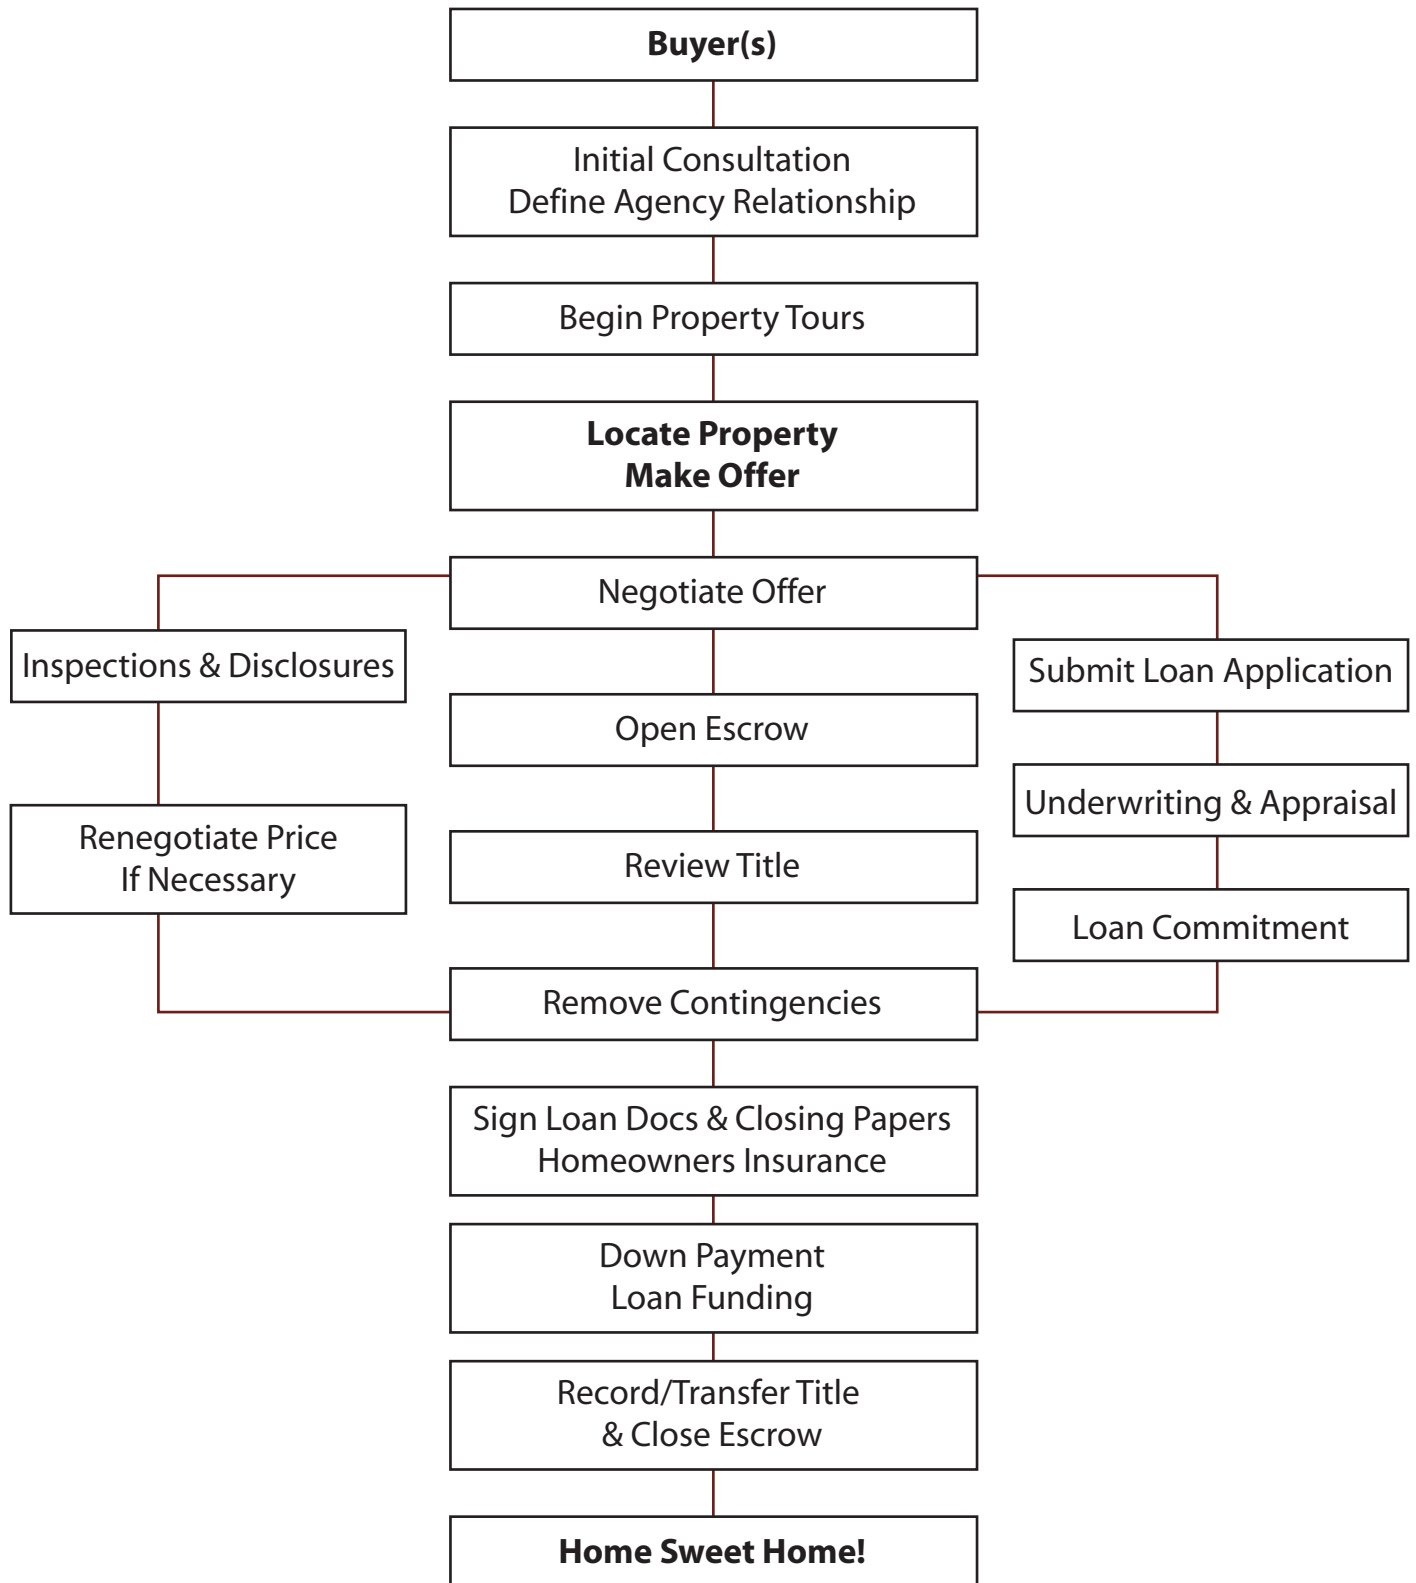 Buyer(s)
Initial Consultation
Define Agency Relationship
Begin Property Tours
Locate Property
Make Offer
Negotiate Offer
Inspections & Disclosures
Renegotiate Price
If Necessary
Open Escrow
Review Title
Submit Loan Application
Underwriting & Appraisal
Loan Commitment
Remove Contingencies
Sign Loan Docs & Closing Papers
Homeowners Insurance
Down Payment
Loan Funding
Record/Transfer Title
& Close Escrow
Home Sweet Home!